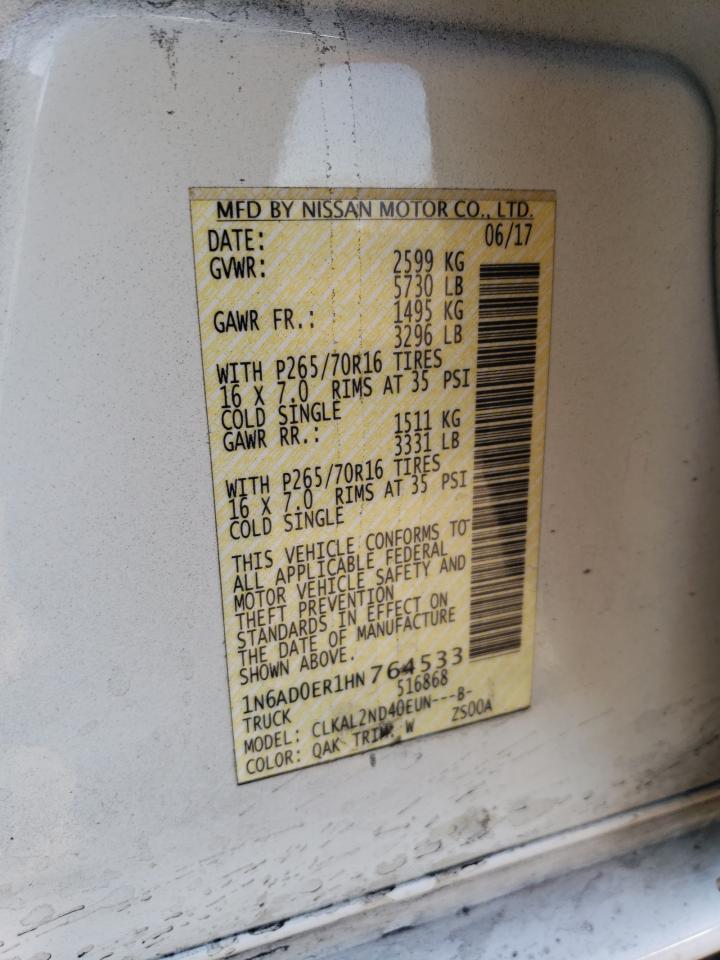 MFD BY NISSAN MOTOR CO., LTD.
DATE: 06/17
GVWR: 2599 KG
5730 LB
GAWR FR.: 1495 KG
3296 LB
WITH P265/70R16 TIRES
16 X 7.0 RIMS AT 35 PSI
COLD SINGLE
GAWR RR.: 1511 KG
3331 LB
WITH P265/70R16 TIRES
16 X 7.0 RIMS AT 35 PSI
COLD SINGLE
THIS VEHICLE CONFORMS TO
ALL APPLICABLE FEDERAL
MOTOR VEHICLE SAFETY AND
THEFT PREVENTION
STANDARDS IN EFFECT ON
THE DATE OF MANUFACTURE
SHOWN ABOVE.
1N6AD0ER1HN764533
TRUCK 516868
MODEL: CLKAL2ND40EUN---B-
COLOR: QAK TRIM: W ZS00A